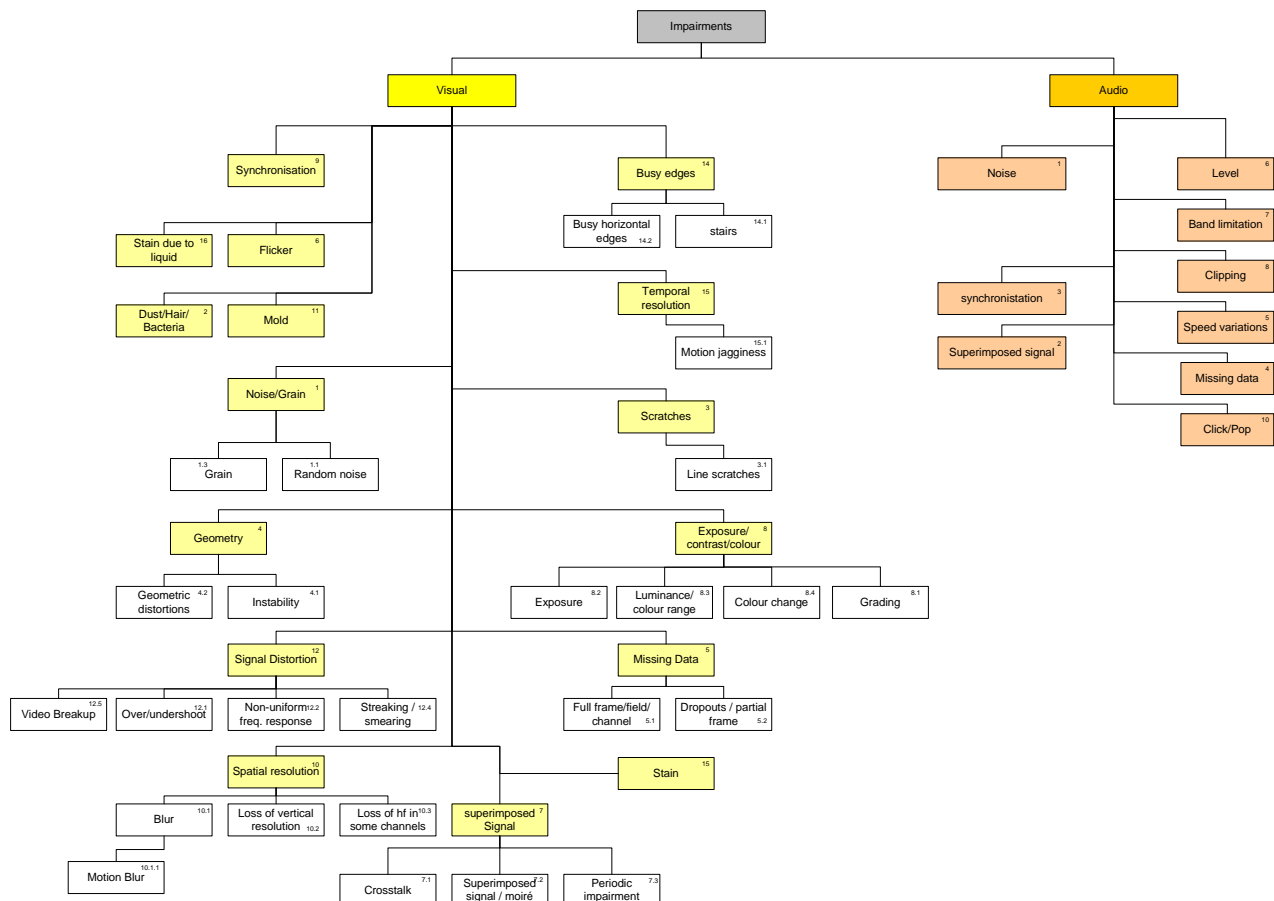 Impairments
Visual
Audio
Synchronisation 9
Busy edges 14
Noise 1
Level 6
Busy horizontal
edges 14.2
stairs 14.1
Band limitation 7
Stain due to 16
liquid
Flicker 6
Clipping 8
Temporal
resolution 15
synchronistation 3
Dust/Hair/
Bacteria 2
Mold 11
Speed variations 5
Motion jagginess 15.1
Superimposed signal 2
Missing data 4
Noise/Grain 1
Scratches 3
Click/Pop 10
Grain 1.3
Random noise 1.1
Line scratches 3.1
Geometry 4
Exposure/ 8
contrast/colour
Geometric 4.2
distortions
Instability 4.1
Exposure 8.2
Luminance/ 8.3
colour range
Colour change 8.4
Grading 8.1
Signal Distortion 12
Missing Data 5
Video Breakup 12.5
Over/undershoot 12.1
Non-uniform 12.2
freq. response
Streaking / 12.4
smearing
Full frame/field/
channel 5.1
Dropouts / partial
frame 5.2
Spatial resolution 10
Stain 15
Blur 10.1
Loss of vertical
resolution 10.2
Loss of hf in 10.3
some channels
superimposed 7
Signal
Motion Blur 10.1.1
Crosstalk 7.1
Superimposed 7.2
signal / moiré
Periodic 7.3
impairment